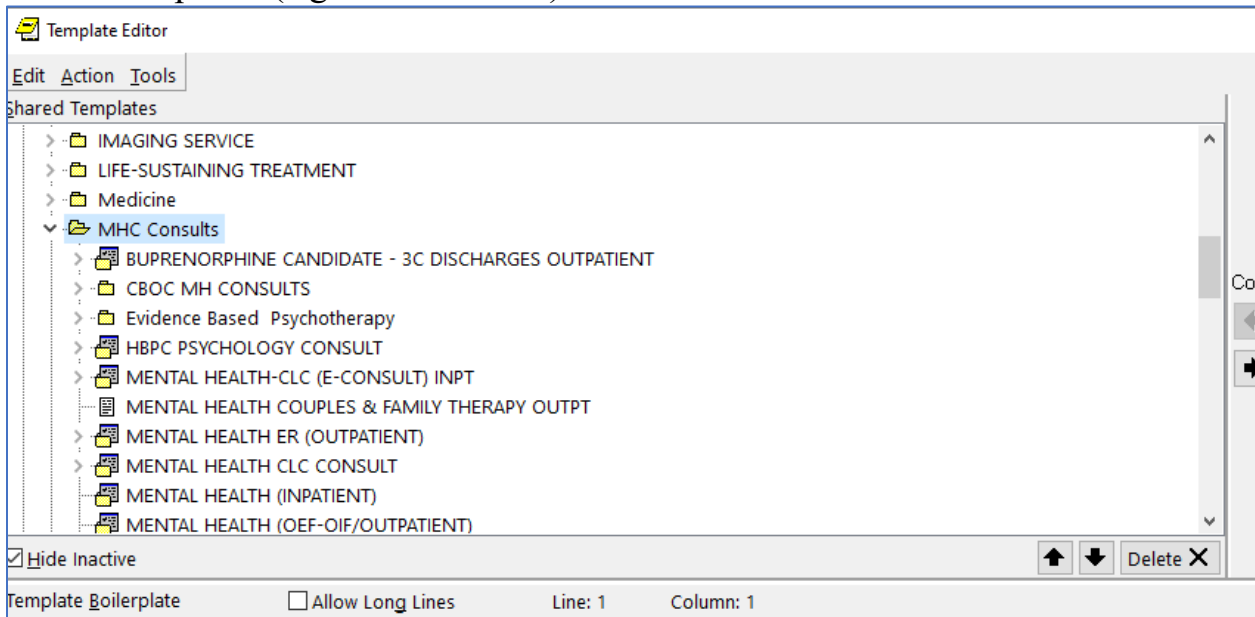 Template Editor
Edit Action Tools
Shared Templates
IMAGING SERVICE
LIFE-SUSTAINING TREATMENT
Medicine
MHC Consults
BUPRENORPHINE CANDIDATE - 3C DISCHARGES OUTPATIENT
CBOC MH CONSULTS
Evidence Based  Psychotherapy
HBPC PSYCHOLOGY CONSULT
MENTAL HEALTH-CLC (E-CONSULT) INPT
MENTAL HEALTH COUPLES & FAMILY THERAPY OUTPT
MENTAL HEALTH ER (OUTPATIENT)
MENTAL HEALTH CLC CONSULT
MENTAL HEALTH (INPATIENT)
MENTAL HEALTH (OEF-OIF/OUTPATIENT)
Co
Hide Inactive Delete X
Template Boilerplate Allow Long Lines Line: 1 Column: 1